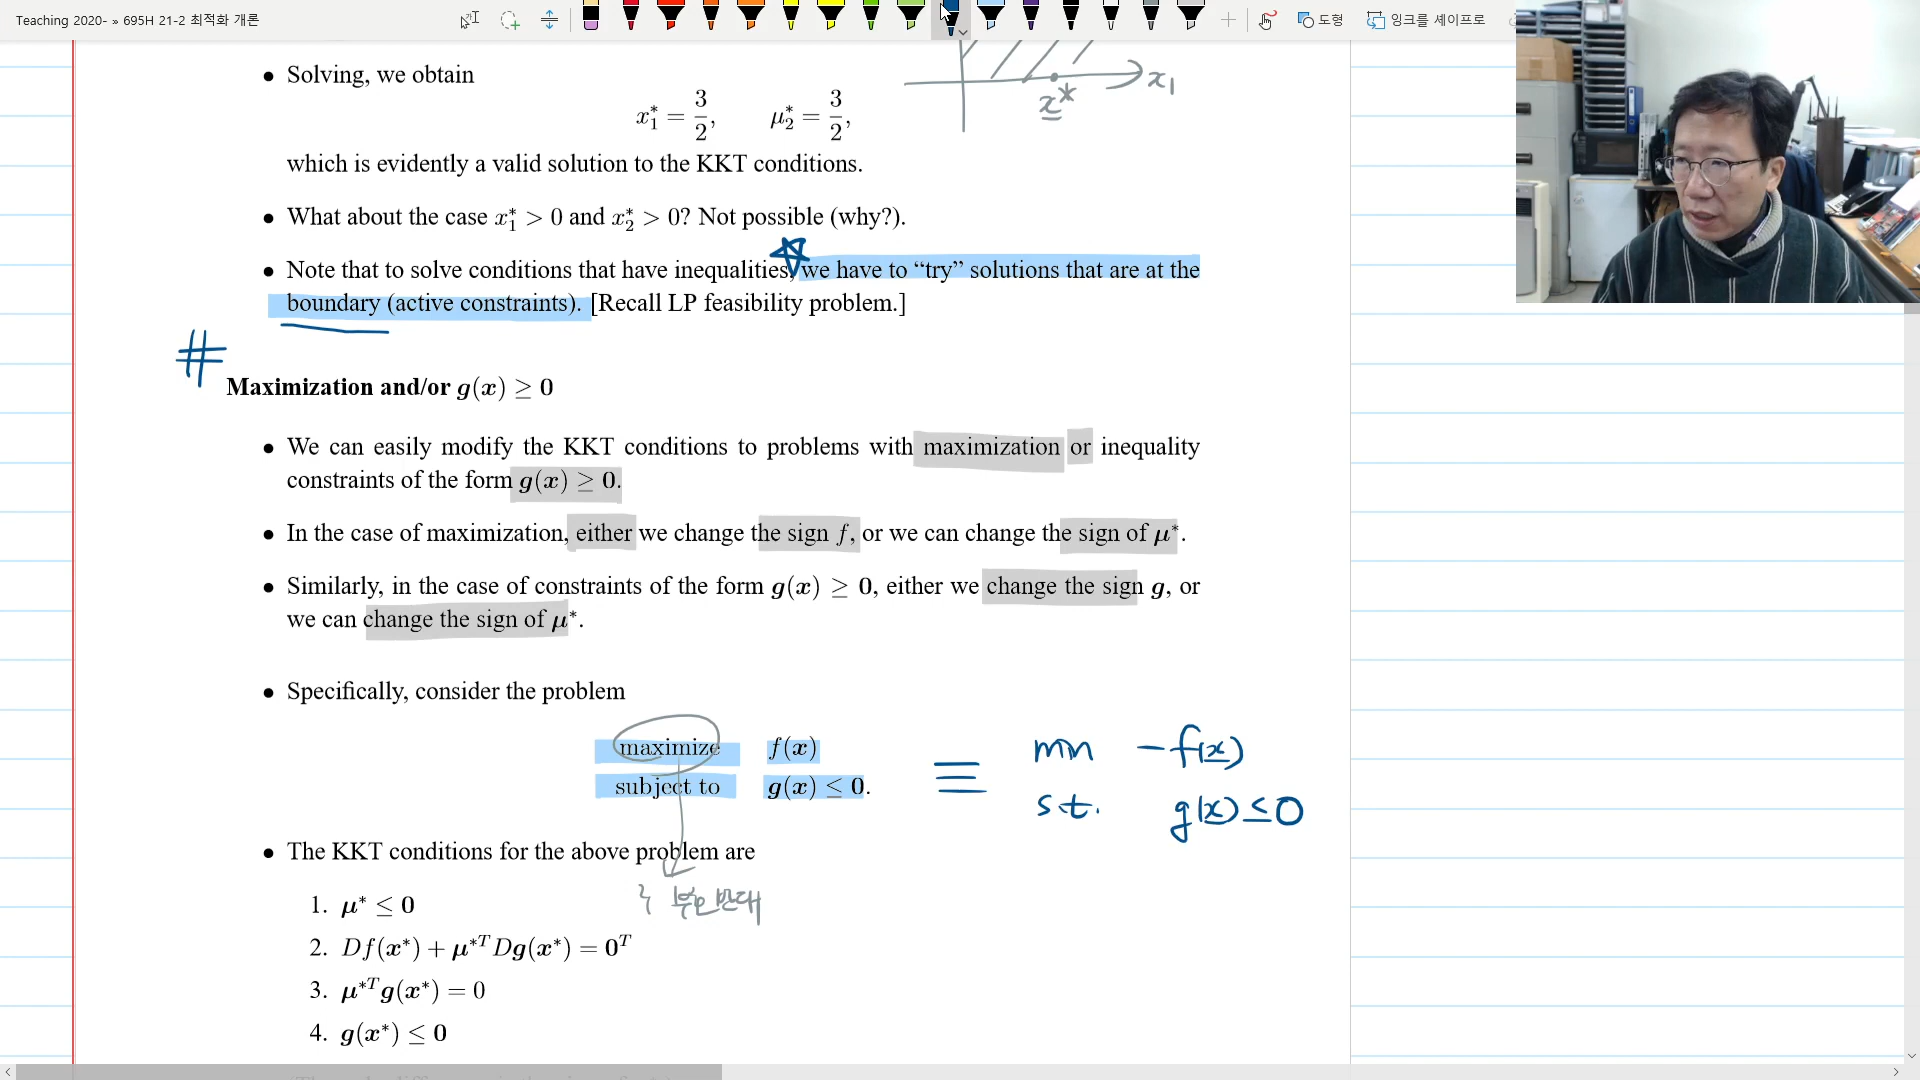 Teaching 2020- » 695H 21-2 최적화 개론
도형
잉크를 셰이프로
x₁
x*
• Solving, we obtain
x₁* = 3/2, μ₂* = 3/2,
which is evidently a valid solution to the KKT conditions.
• What about the case x₁* > 0 and x₂* > 0? Not possible (why?).
• Note that to solve conditions that have inequalities, we have to “try” solutions that are at the
boundary (active constraints). [Recall LP feasibility problem.]
#
Maximization and/or g(x) ≥ 0
• We can easily modify the KKT conditions to problems with maximization or inequality
constraints of the form g(x) ≥ 0.
• In the case of maximization, either we change the sign f, or we can change the sign of μ*.
• Similarly, in the case of constraints of the form g(x) ≥ 0, either we change the sign g, or
we can change the sign of μ*.
• Specifically, consider the problem
maximize f(x) ≡ min −f(x)
subject to g(x) ≤ 0. s.t. g(x) ≤ 0
• The KKT conditions for the above problem are
부호 반대
1. μ* ≤ 0
2. Df(x*) + μ*ᵀDg(x*) = 0ᵀ
3. μ*ᵀg(x*) = 0
4. g(x*) ≤ 0